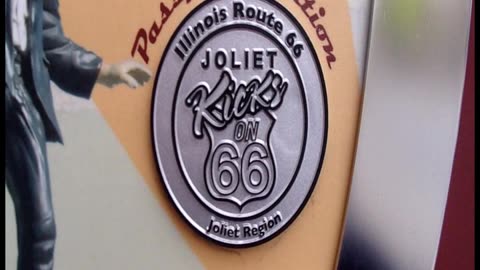 Illinois Route 66
JOLIET
Kicks
ON
66
Joliet Region